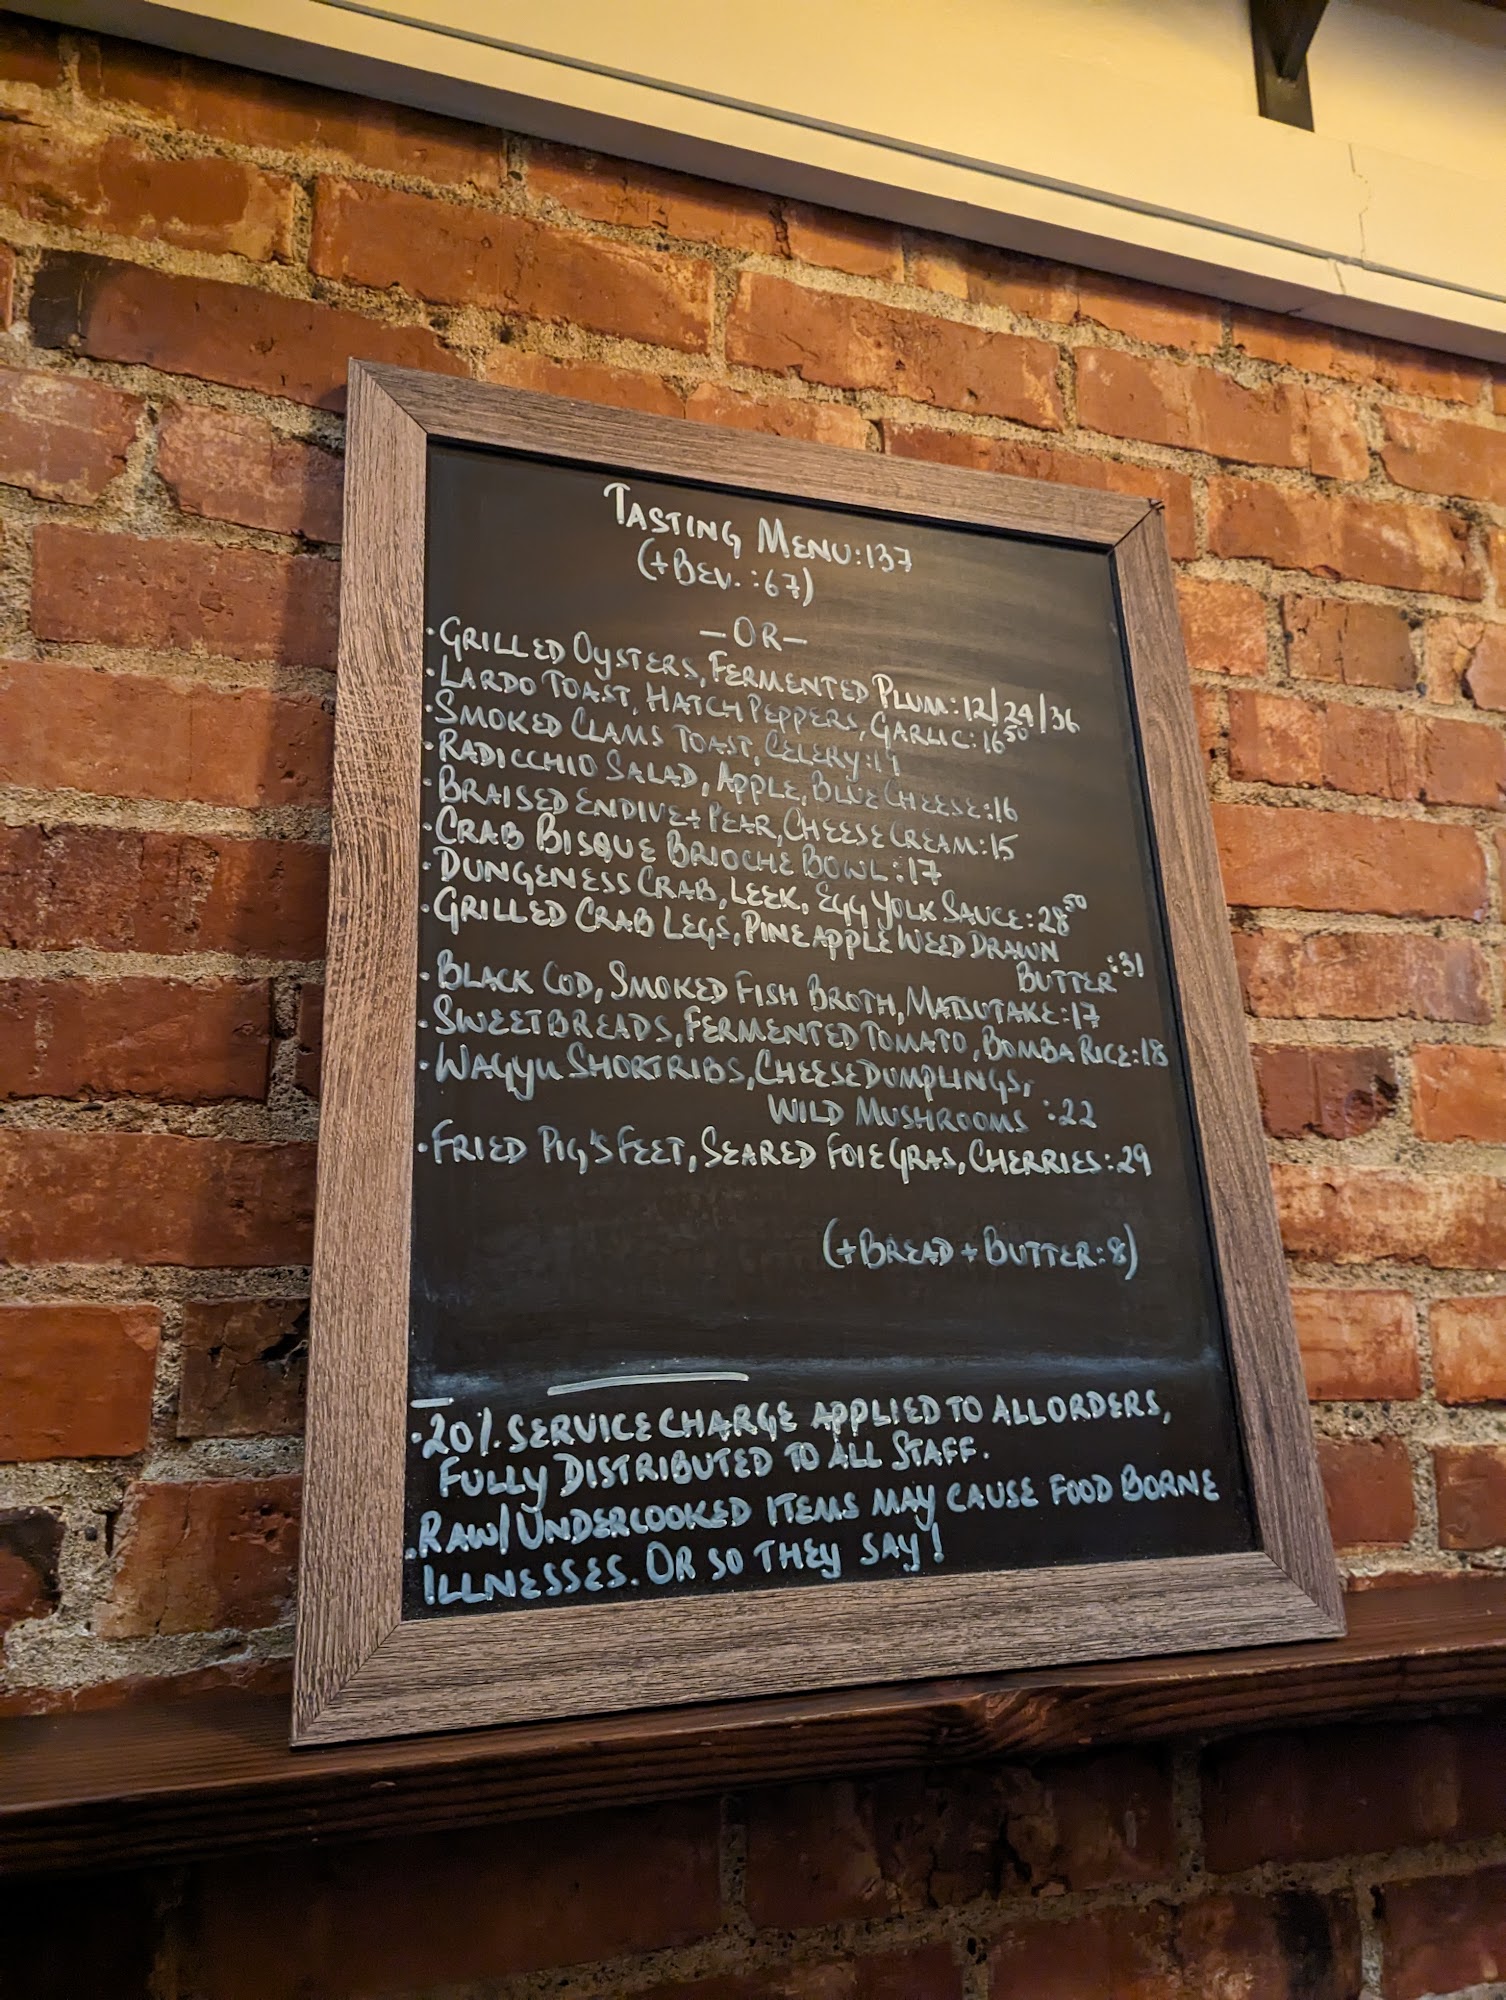 TASTING MENU:137
(+BEV.:67)
-OR-
·GRILLED OYSTERS, FERMENTED PLUM:12/24/36
·LARDO TOAST, HATCH PEPPERS, GARLIC:16⁵⁰
·SMOKED CLAMS TOAST, CELERY:
·RADICCHIO SALAD, APPLE, BLUE CHEESE:16
·BRAISED ENDIVE+PEAR, CHEESE CREAM:15
·CRAB BISQUE BRIOCHE BOWL:17
·DUNGENESS CRAB, LEEK, EGG YOLK SAUCE:28⁵⁰
·GRILLED CRAB LEGS, PINEAPPLE WEED DRAWN
BUTTER:31
·BLACK COD, SMOKED FISH BROTH, MATSUTAKE:17
·SWEETBREADS, FERMENTED TOMATO, BOMBA RICE:18
·WAGYU SHORTRIBS, CHEESE DUMPLINGS,
WILD MUSHROOMS :22
·FRIED PIG'S FEET, SEARED FOIE GRAS, CHERRIES:29
(+BREAD+BUTTER:8)
·20% SERVICE CHARGE APPLIED TO ALL ORDERS,
FULLY DISTRIBUTED TO ALL STAFF.
·RAW/UNDERCOOKED ITEMS MAY CAUSE FOOD BORNE
ILLNESSES. OR SO THEY SAY!